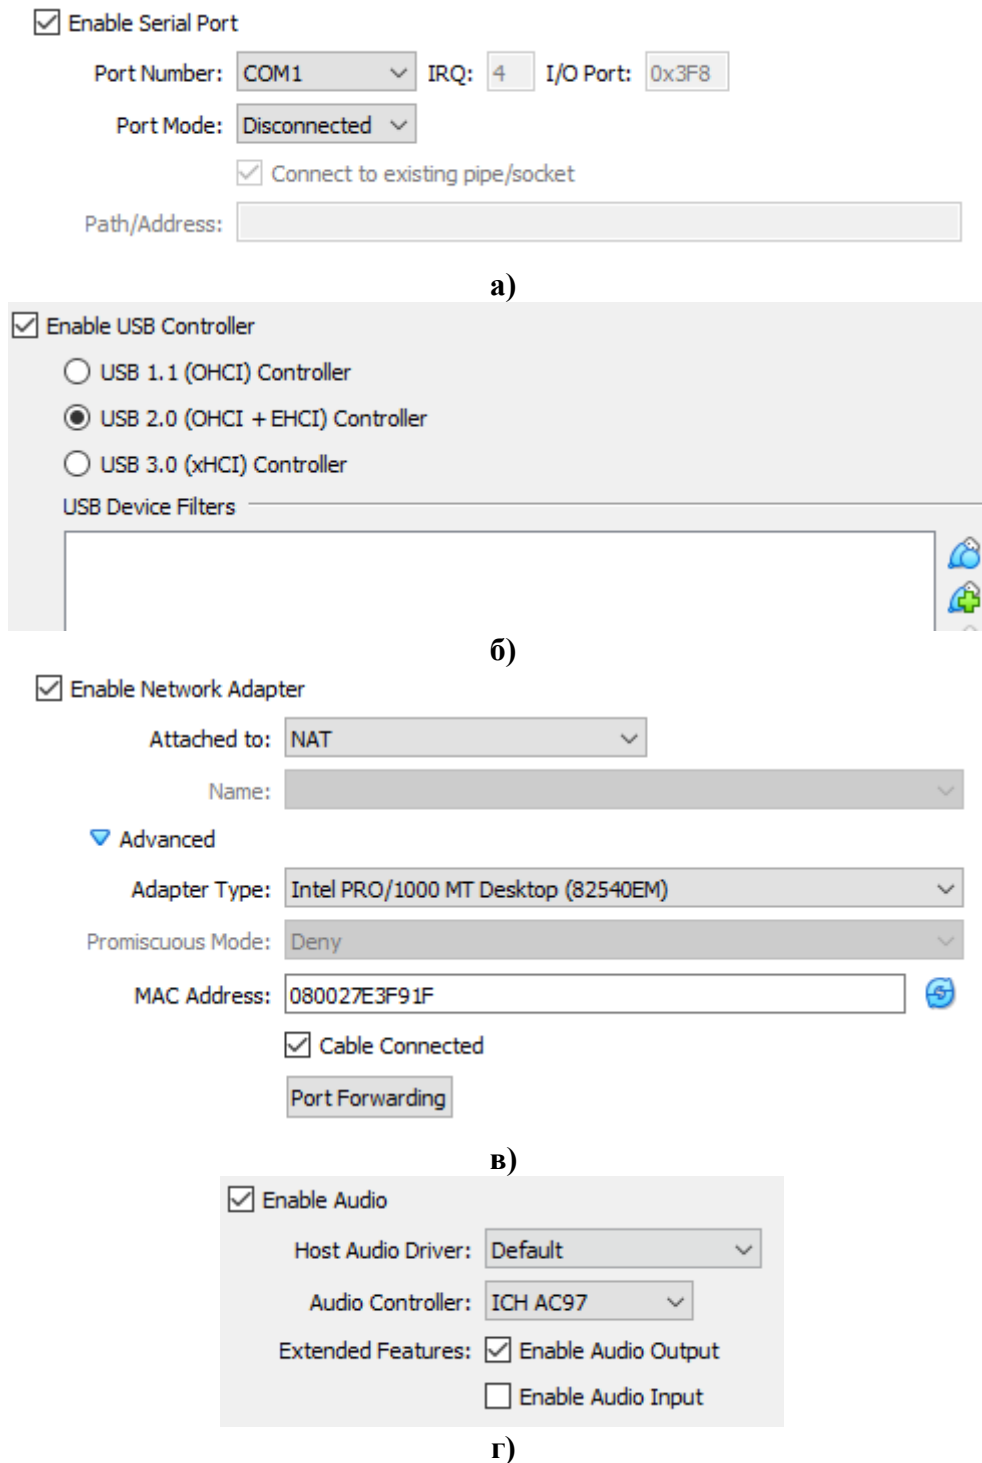 Enable Serial Port
Port Number: COM1 IRQ: 4 I/O Port: 0x3F8
Port Mode: Disconnected
Connect to existing pipe/socket
Path/Address:
а)
Enable USB Controller
USB 1.1 (OHCI) Controller
USB 2.0 (OHCI + EHCI) Controller
USB 3.0 (xHCI) Controller
USB Device Filters
б)
Enable Network Adapter
Attached to: NAT
Name:
Advanced
Adapter Type: Intel PRO/1000 MT Desktop (82540EM)
Promiscuous Mode: Deny
MAC Address: 080027E3F91F
Cable Connected
Port Forwarding
в)
Enable Audio
Host Audio Driver: Default
Audio Controller: ICH AC97
Extended Features: Enable Audio Output
Enable Audio Input
г)